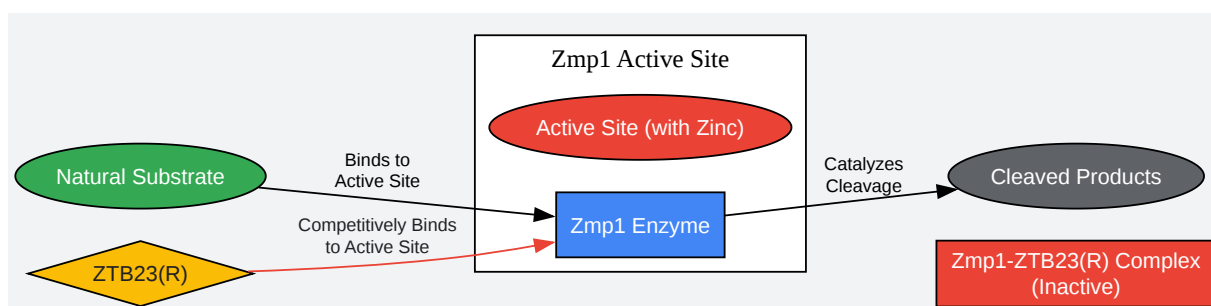 Zmp1 Active Site
Active Site (with Zinc)
Natural Substrate
Binds to
Active Site
Zmp1 Enzyme
Catalyzes
Cleavage
Cleaved Products
ZTB23(R)
Competitively Binds
to Active Site
Zmp1-ZTB23(R) Complex
(Inactive)